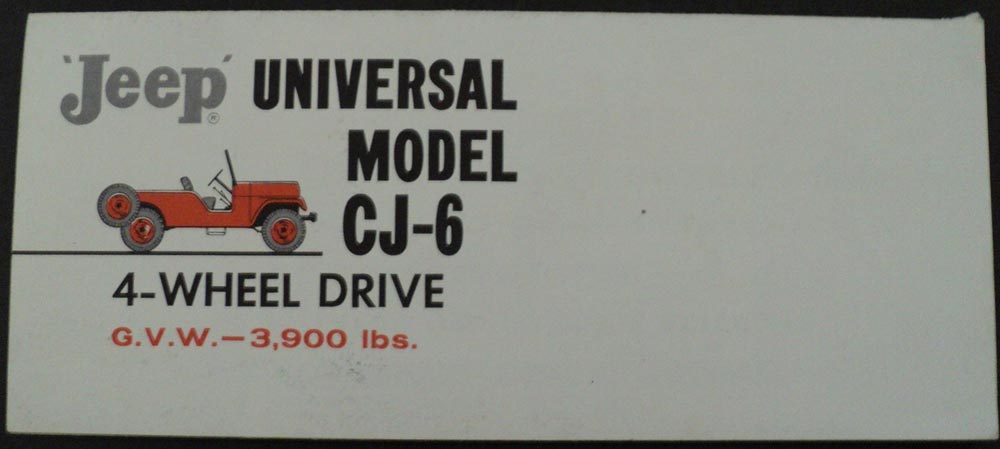 'Jeep'® UNIVERSAL
MODEL
CJ-6
4-WHEEL DRIVE
G.V.W.—3,900 lbs.